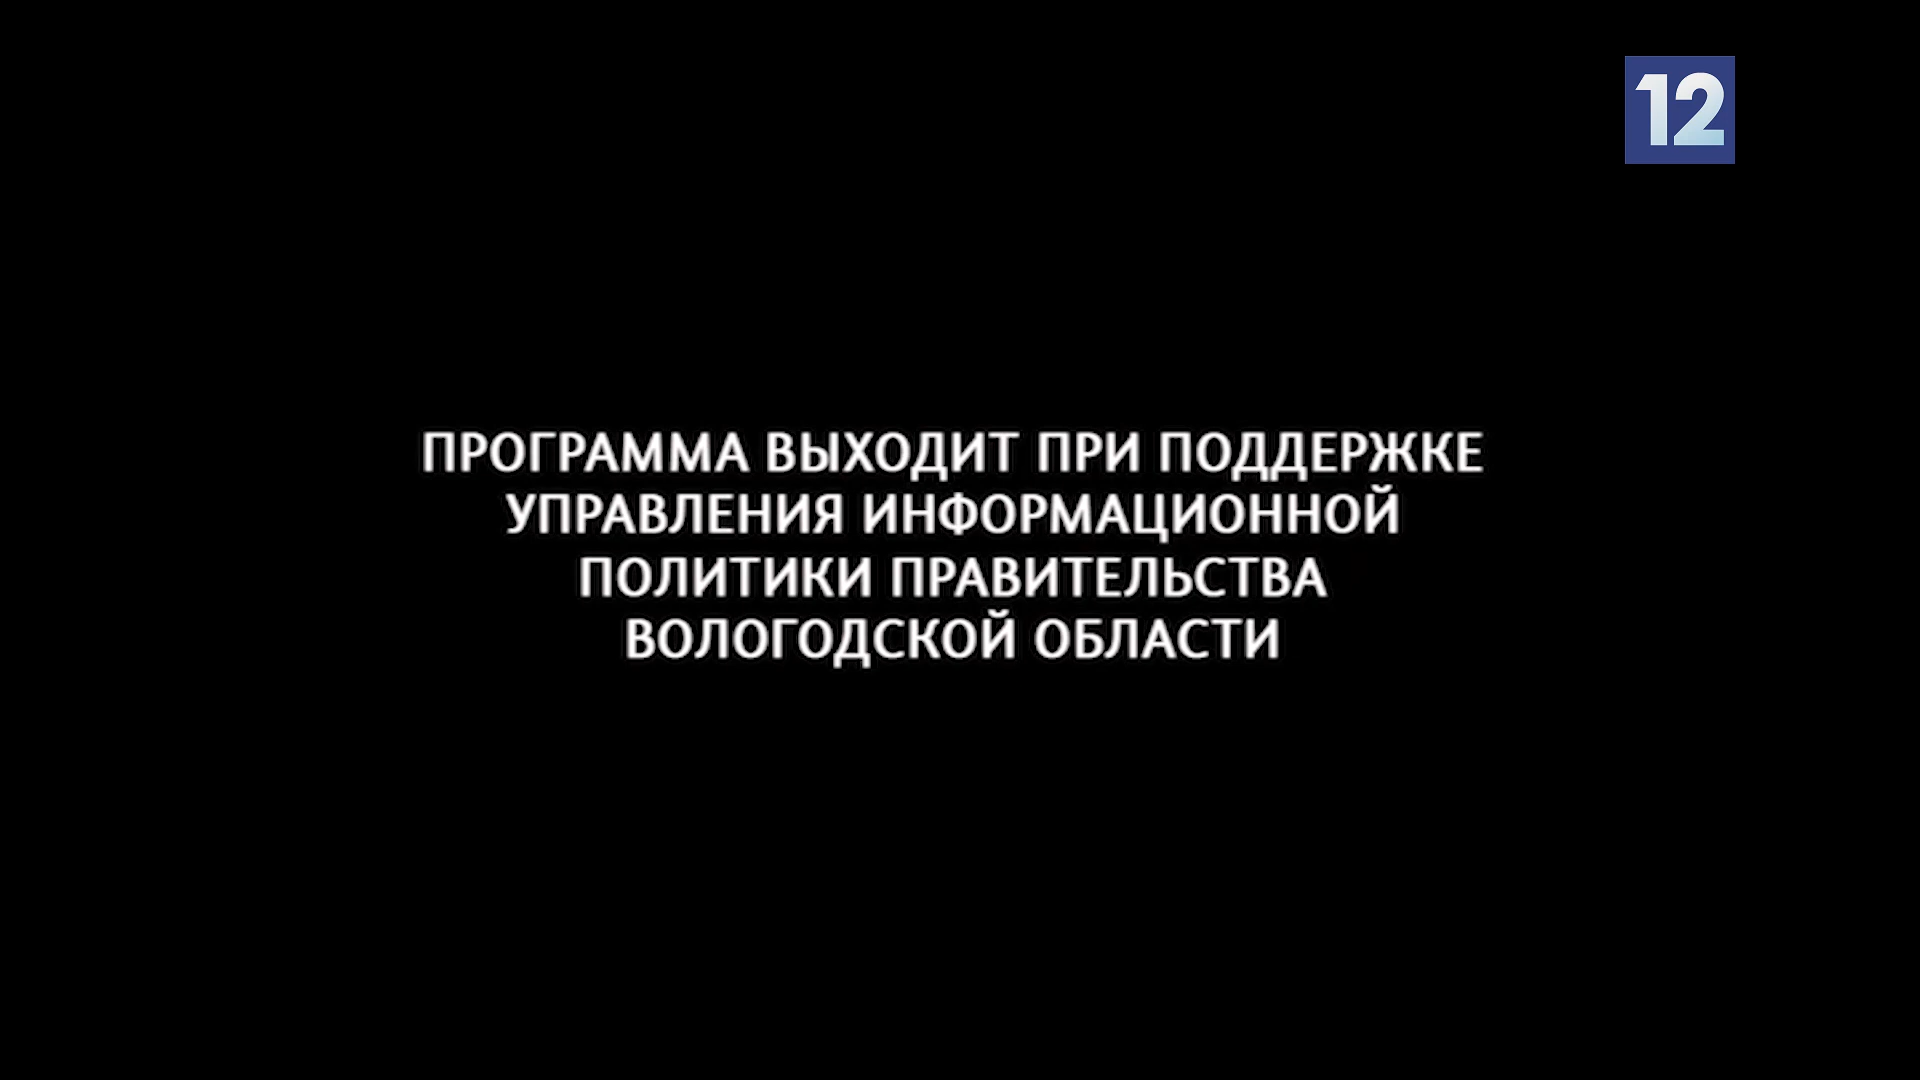 12
ПРОГРАММА ВЫХОДИТ ПРИ ПОДДЕРЖКЕ
УПРАВЛЕНИЯ ИНФОРМАЦИОННОЙ
ПОЛИТИКИ ПРАВИТЕЛЬСТВА
ВОЛОГОДСКОЙ ОБЛАСТИ